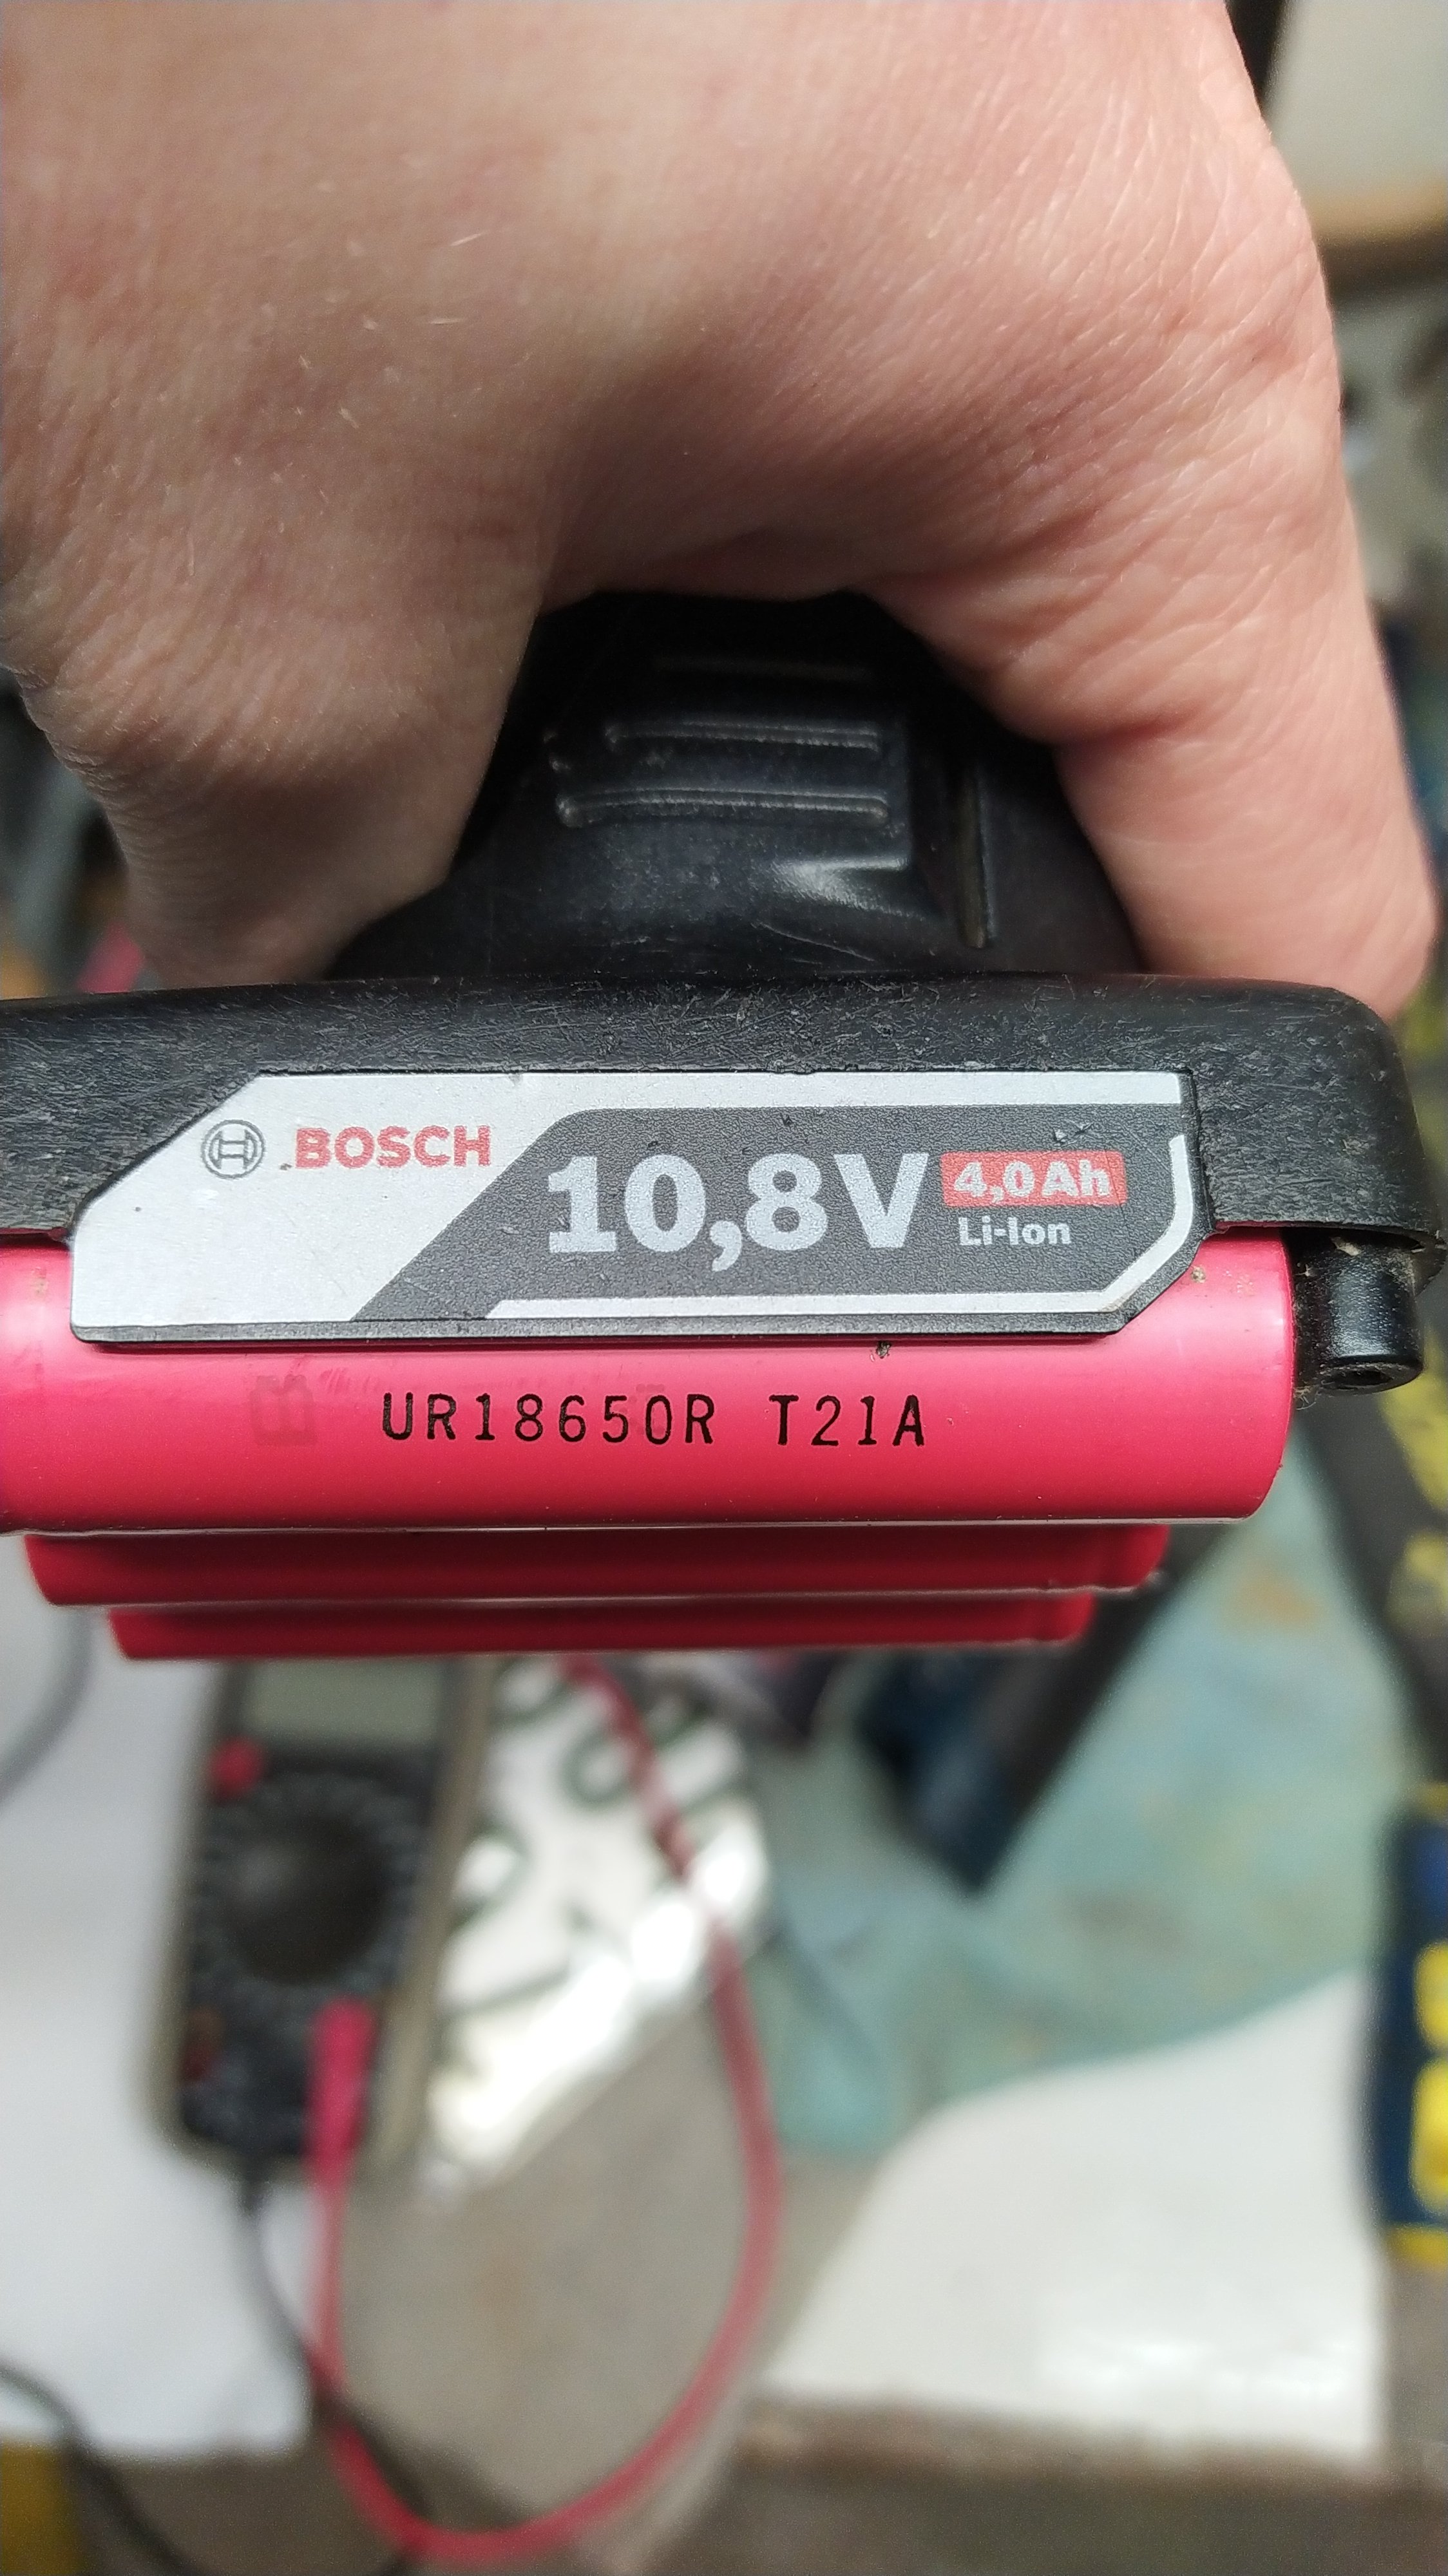 BOSCH
10,8V
4,0Ah
Li-Ion
UR18650R T21A